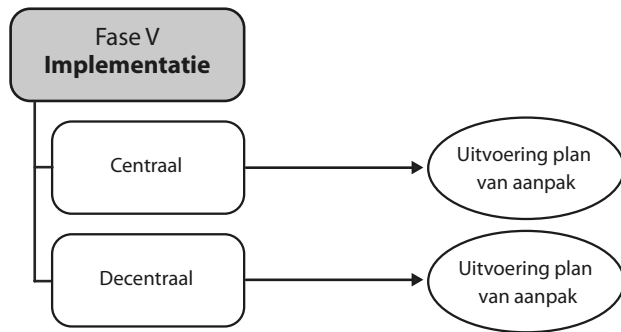 Fase V
Implementatie
Centraal
Uitvoering plan
van aanpak
Decentraal
Uitvoering plan
van aanpak